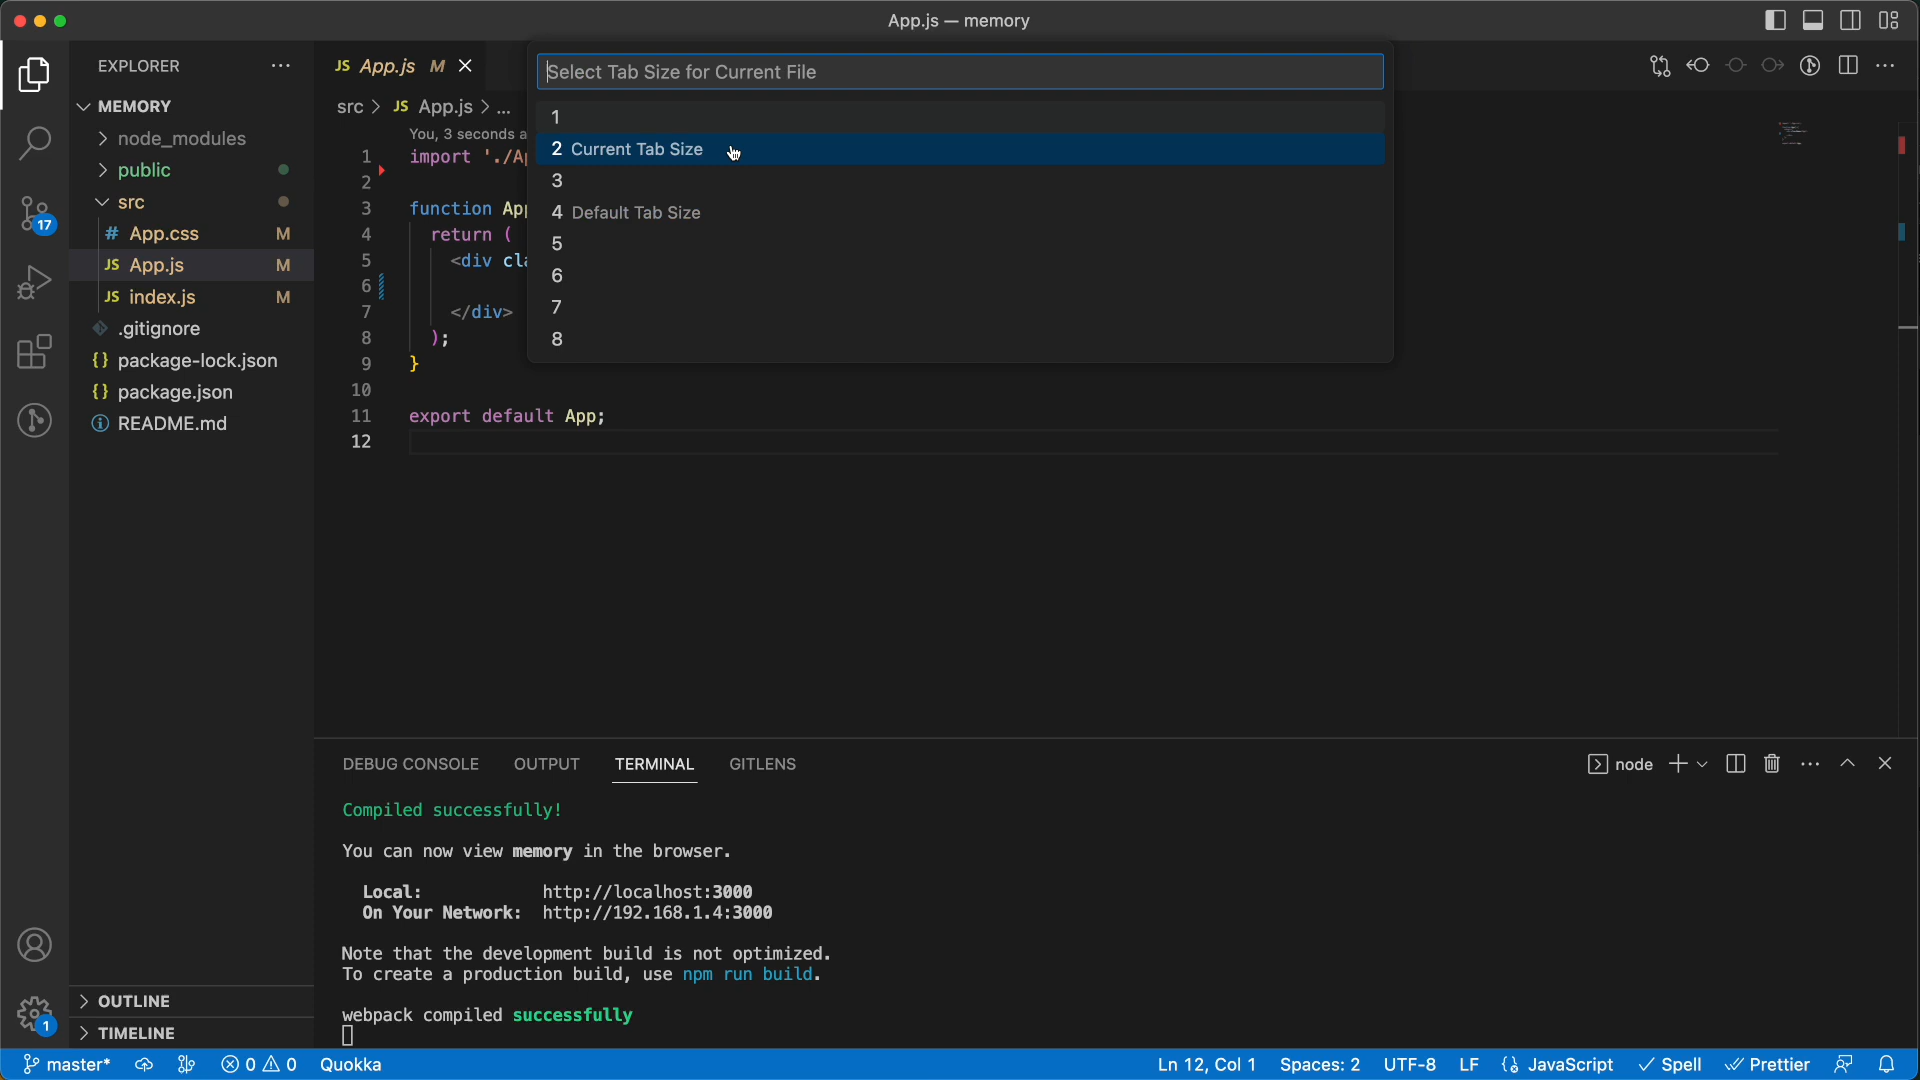 App.js — memory
EXPLORER
MEMORY
node_modules
public
src
# App.css M
JS App.js M
JS index.js M
.gitignore
{} package-lock.json
{} package.json
README.md
OUTLINE
TIMELINE
17
1
JS App.js M
src > JS App.js > ...
You, 3 seconds a
1 import './Ap
2
3 function App
4 return (
5 <div cla
6
7 </div>
8 );
9 }
10
11 export default App;
12
Select Tab Size for Current File
1
2 Current Tab Size
3
4 Default Tab Size
5
6
7
8
DEBUG CONSOLE OUTPUT TERMINAL GITLENS
node
Compiled successfully!
You can now view memory in the browser.
Local: http://localhost:3000
On Your Network: http://192.168.1.4:3000
Note that the development build is not optimized.
To create a production build, use npm run build.
webpack compiled successfully
master* 0 0 Quokka
Ln 12, Col 1 Spaces: 2 UTF-8 LF JavaScript Spell Prettier